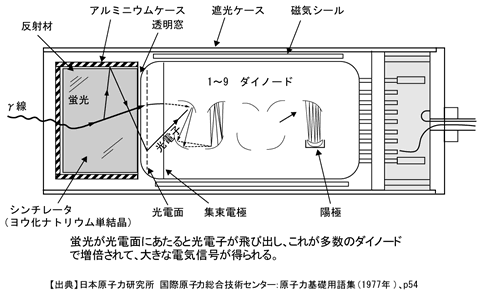 反射材
アルミニウムケース
透明窓
遮光ケース
磁気シール
蛍光
1～9 ダイノード
γ線
光電子
シンチレータ
(ヨウ化ナトリウム単結晶)
光電面
集束電極
陽極
蛍光が光電面にあたると光電子が飛び出し、これが多数のダイノード
で増倍されて、大きな電気信号が得られる。
【出典】日本原子力研究所 国際原子力総合技術センター:原子力基礎用語集(1977年)、p54